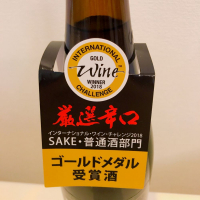 INTERNATIONAL
GOLD
Wine
WINNER
2018
CHALLENGE
厳選辛口
インターナショナル・ワイン・チャレンジ2018
SAKE・普通酒部門
ゴールドメダル
受賞酒